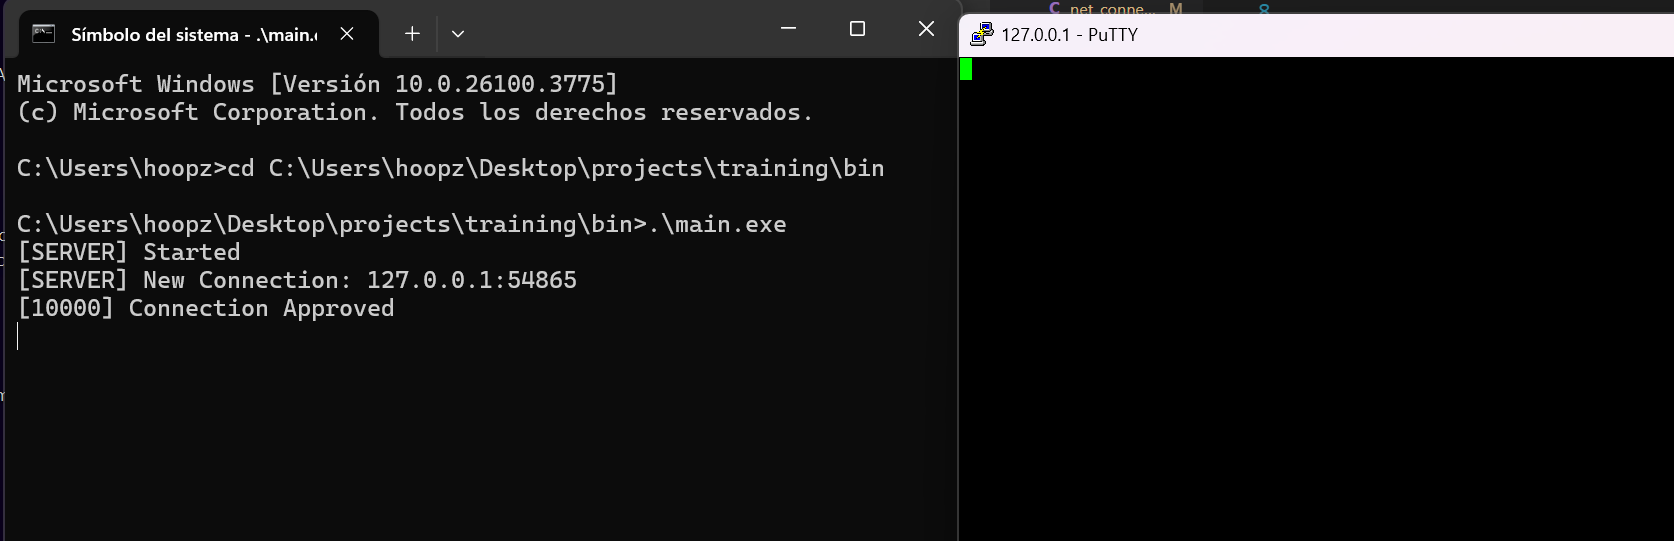 Símbolo del sistema - .\main.
Microsoft Windows [Versión 10.0.26100.3775]
(c) Microsoft Corporation. Todos los derechos reservados.
C:\Users\hoopz>cd C:\Users\hoopz\Desktop\projects\training\bin
C:\Users\hoopz\Desktop\projects\training\bin>.\main.exe
[SERVER] Started
[SERVER] New Connection: 127.0.0.1:54865
[10000] Connection Approved
C net_conne... M 8
127.0.0.1 - PuTTY